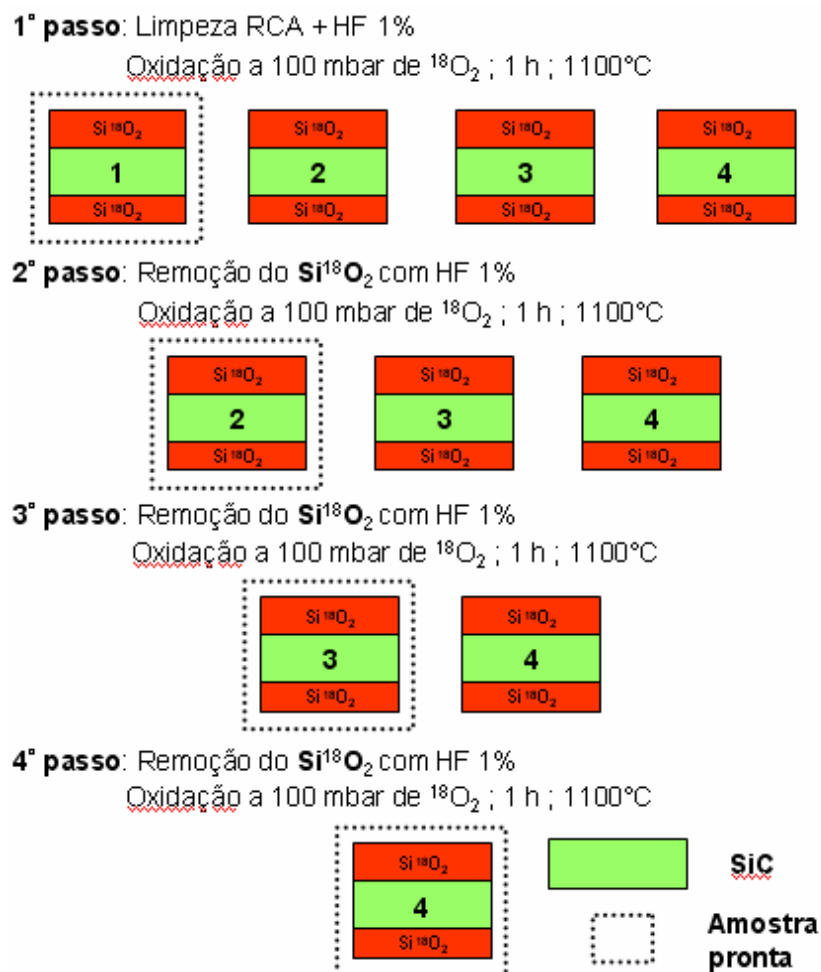 1° passo: Limpeza RCA + HF 1%
Oxidação a 100 mbar de ¹⁸O₂ ; 1 h ; 1100°C
Si¹⁸O₂ Si¹⁸O₂ Si¹⁸O₂ Si¹⁸O₂
1 2 3 4
Si¹⁸O₂ Si¹⁸O₂ Si¹⁸O₂ Si¹⁸O₂
2° passo: Remoção do Si¹⁸O₂ com HF 1%
Oxidação a 100 mbar de ¹⁸O₂ ; 1 h ; 1100°C
Si¹⁸O₂ Si¹⁸O₂ Si¹⁸O₂
2 3 4
Si¹⁸O₂ Si¹⁸O₂ Si¹⁸O₂
3° passo: Remoção do Si¹⁸O₂ com HF 1%
Oxidação a 100 mbar de ¹⁸O₂ ; 1 h ; 1100°C
Si¹⁸O₂ Si¹⁸O₂
3 4
Si¹⁸O₂ Si¹⁸O₂
4° passo: Remoção do Si¹⁸O₂ com HF 1%
Oxidação a 100 mbar de ¹⁸O₂ ; 1 h ; 1100°C
Si¹⁸O₂
4
Si¹⁸O₂
SiC
Amostra
pronta